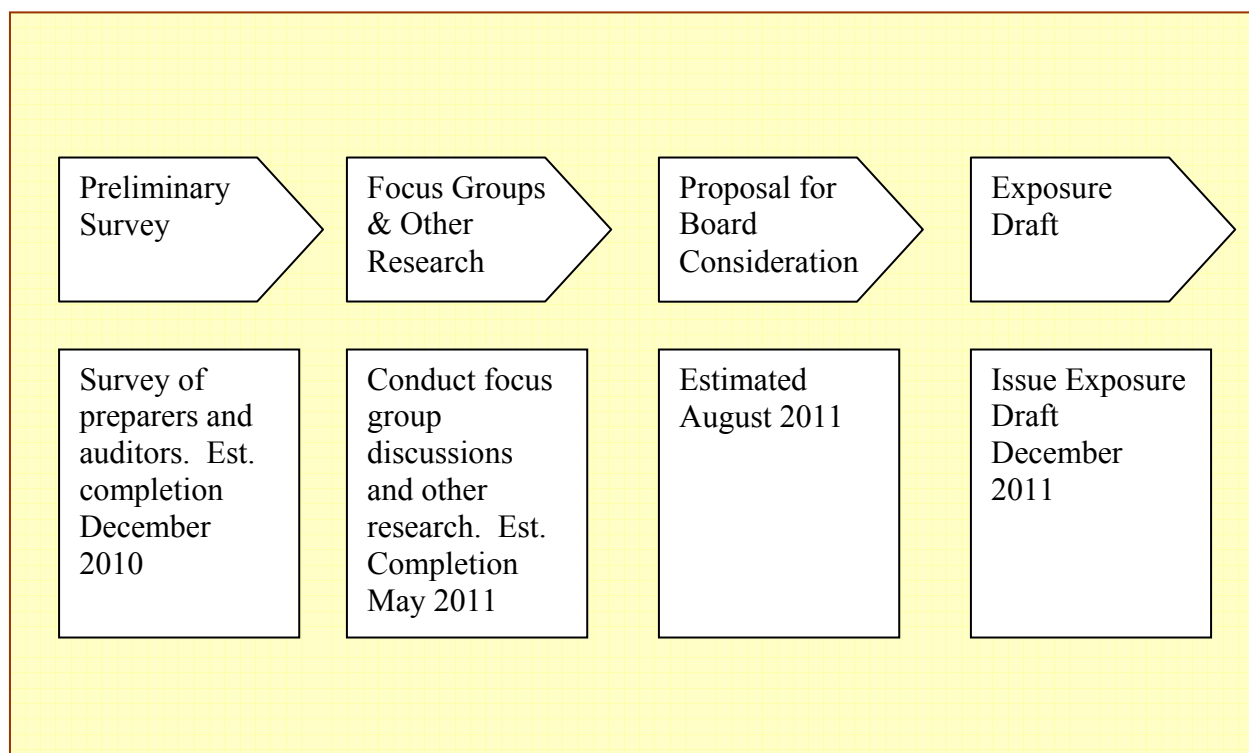 Preliminary
Survey
Focus Groups
& Other
Research
Proposal for
Board
Consideration
Exposure
Draft
Survey of
preparers and
auditors.  Est.
completion
December
2010
Conduct focus
group
discussions
and other
research.  Est.
Completion
May 2011
Estimated
August 2011
Issue Exposure
Draft
December
2011